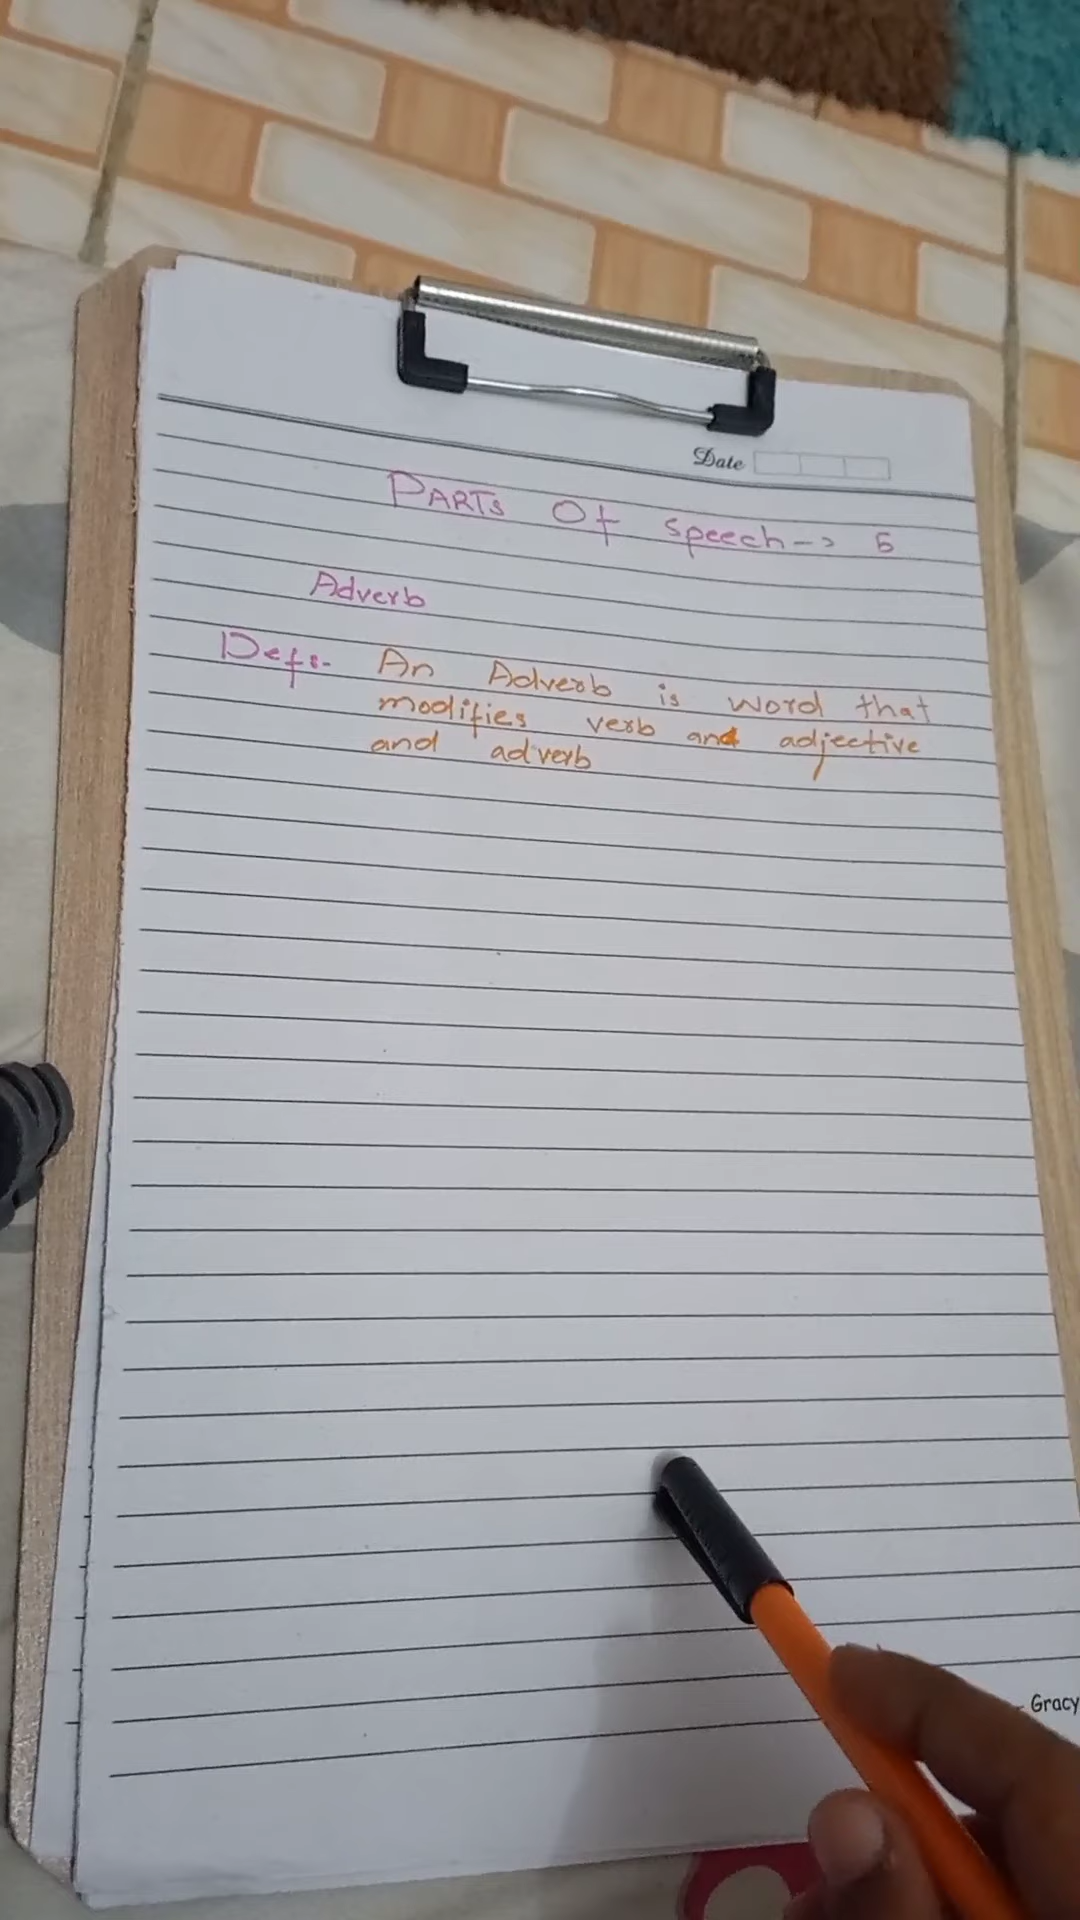 Date
PARTS Of speech--> 5
Adverb
Def:- An Adverb is word that
modifies verb and adjective
and adverb
Gracy